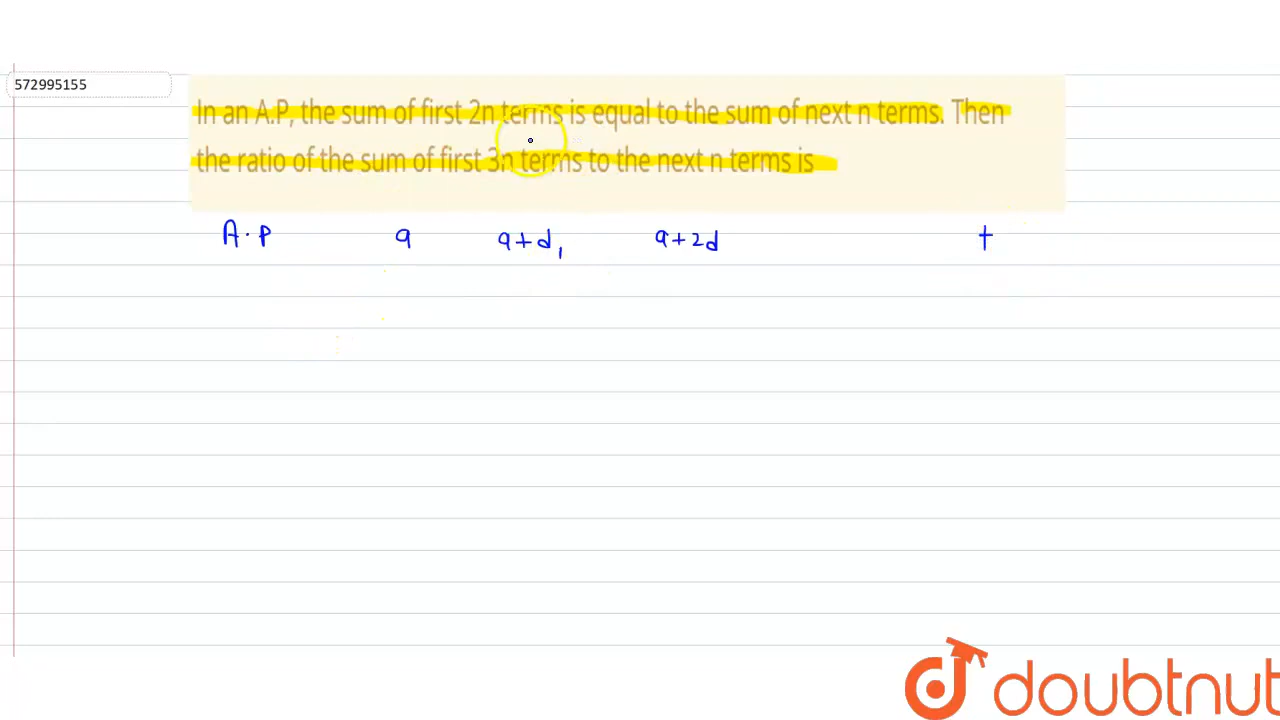 572995155
In an A.P, the sum of first 2n terms is equal to the sum of next n terms. Then
the ratio of the sum of first 3n terms to the next n terms is
A.P a a+d, a+2d +
doubtnut